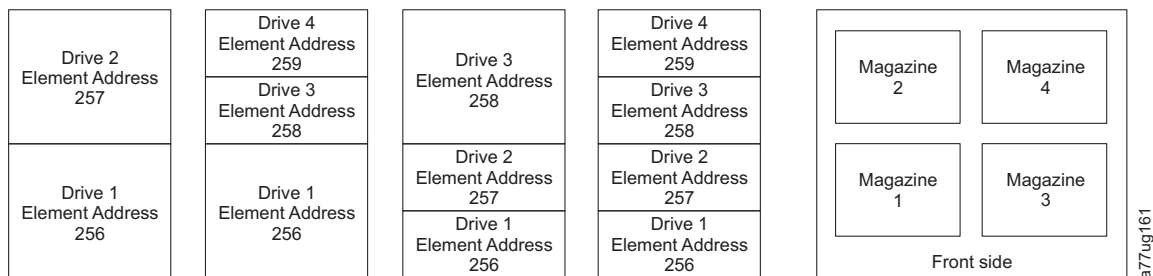 Drive 2
Element Address
257
Drive 1
Element Address
256
Drive 4
Element Address
259
Drive 3
Element Address
258
Drive 1
Element Address
256
Drive 3
Element Address
258
Drive 2
Element Address
257
Drive 1
Element Address
256
Drive 4
Element Address
259
Drive 3
Element Address
258
Drive 2
Element Address
257
Drive 1
Element Address
256
Magazine
2
Magazine
4
Magazine
1
Magazine
3
Front side
a77ug161